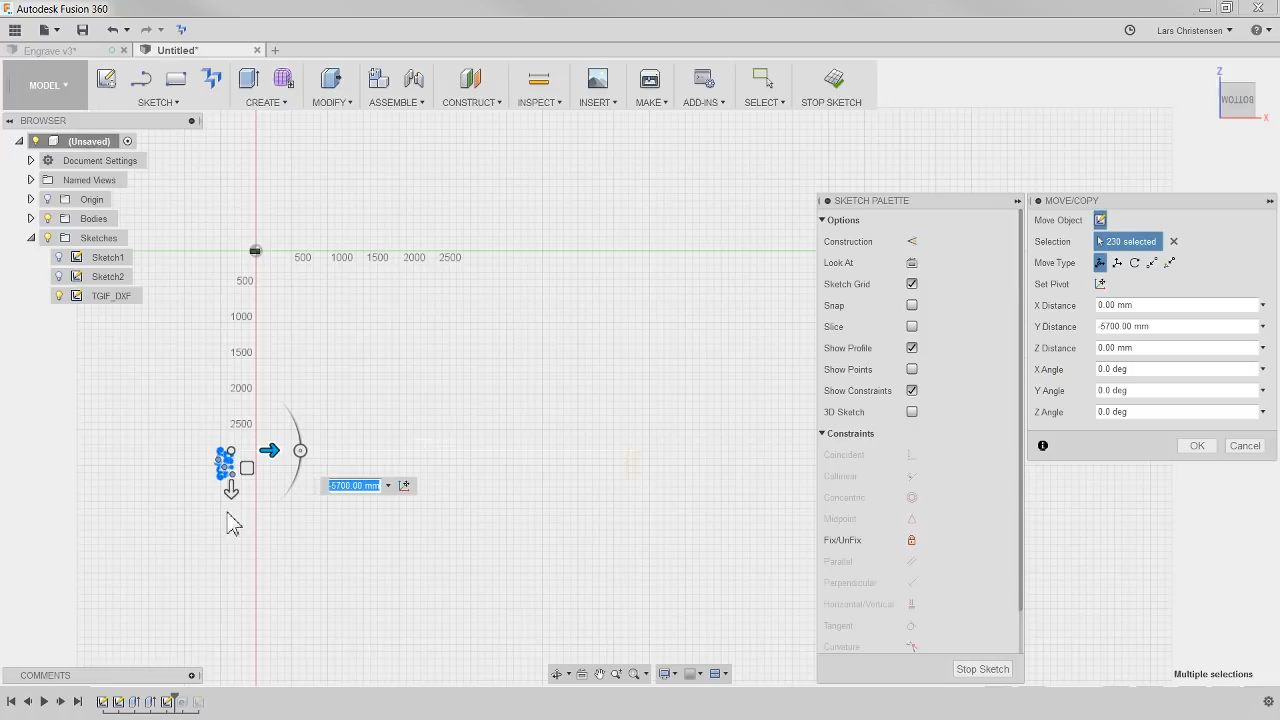 Autodesk Fusion 360
Lars Christensen
Engrave v3*
Untitled*
MODEL
SKETCH
CREATE
MODIFY
ASSEMBLE
CONSTRUCT
INSPECT
INSERT
MAKE
ADD-INS
SELECT
STOP SKETCH
BROWSER
(Unsaved)
Document Settings
Named Views
Origin
Bodies
Sketches
Sketch1
Sketch2
TGIF_DXF
Z
BOTTOM
X
500 1000 1500 2000 2500
500
1000
1500
2000
2500
-5700.00 mm
SKETCH PALETTE
Options
Construction
Look At
Sketch Grid
Snap
Slice
Show Profile
Show Points
Show Constraints
3D Sketch
Constraints
Coincident
Collinear
Concentric
Midpoint
Fix/UnFix
Parallel
Perpendicular
Horizontal/Vertical
Tangent
Curvature
Stop Sketch
MOVE/COPY
Move Object
Selection 230 selected
Move Type
Set Pivot
X Distance 0.00 mm
Y Distance -5700.00 mm
Z Distance 0.00 mm
X Angle 0.0 deg
Y Angle 0.0 deg
Z Angle 0.0 deg
OK Cancel
COMMENTS
Multiple selections